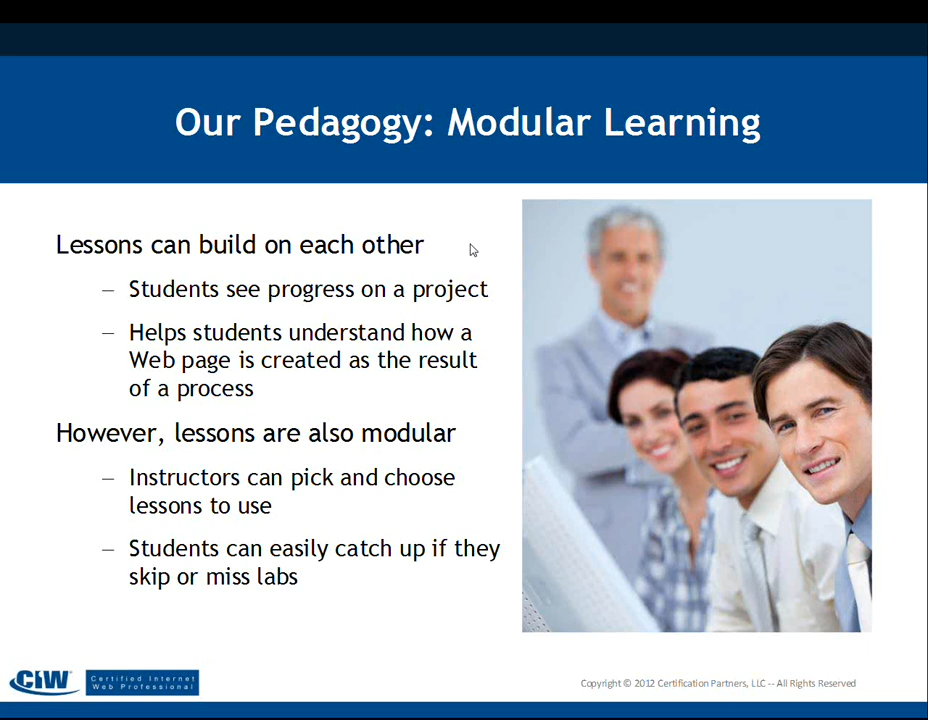 Our Pedagogy: Modular Learning
Lessons can build on each other
– Students see progress on a project
– Helps students understand how a
Web page is created as the result
of a process
However, lessons are also modular
– Instructors can pick and choose
lessons to use
– Students can easily catch up if they
skip or miss labs
CIW
Certified Internet
Web Professional
Copyright © 2012 Certification Partners, LLC -- All Rights Reserved